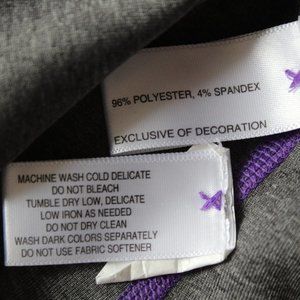 96% POLYESTER, 4% SPANDEX
EXCLUSIVE OF DECORATION
MACHINE WASH COLD DELICATE
DO NOT BLEACH
TUMBLE DRY LOW, DELICATE
LOW IRON AS NEEDED
DO NOT DRY CLEAN
WASH DARK COLORS SEPARATELY
DO NOT USE FABRIC SOFTENER